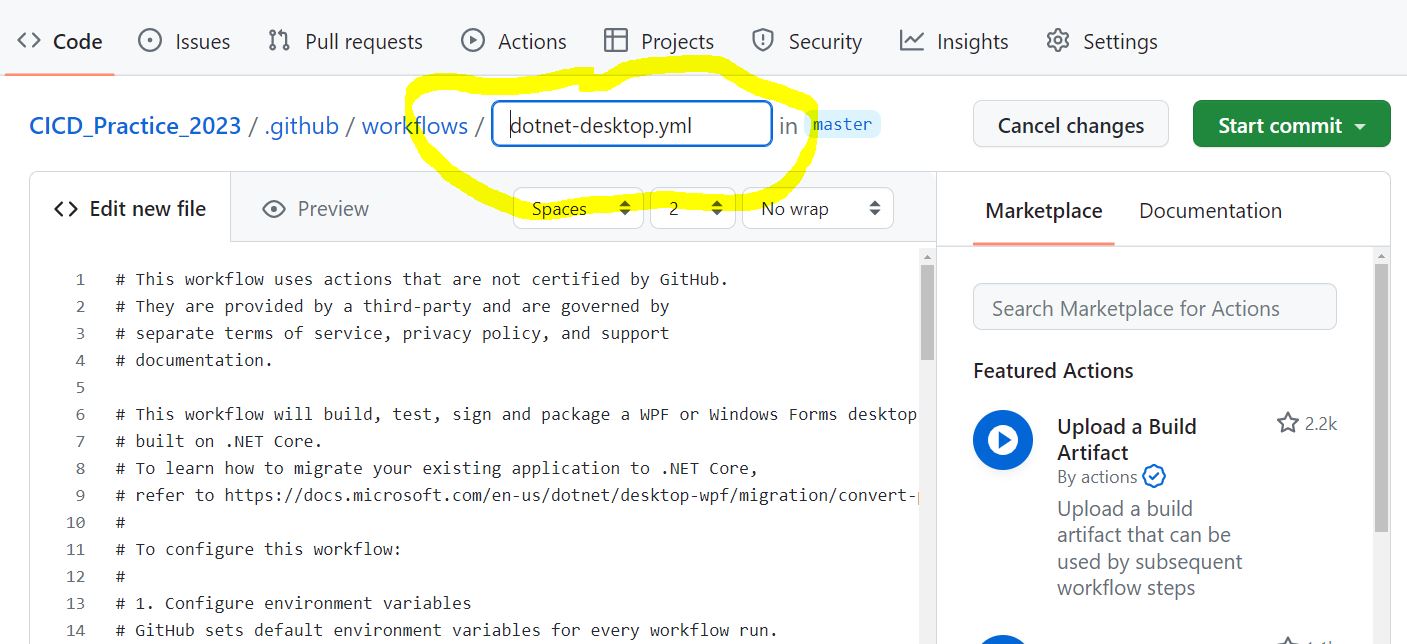 Code Issues Pull requests Actions Projects Security Insights Settings
CICD_Practice_2023 / .github / workflows / dotnet-desktop.yml in master Cancel changes Start commit
Edit new file Preview Spaces 2 No wrap
1 # This workflow uses actions that are not certified by GitHub.
2 # They are provided by a third-party and are governed by
3 # separate terms of service, privacy policy, and support
4 # documentation.
5
6 # This workflow will build, test, sign and package a WPF or Windows Forms desktop
7 # built on .NET Core.
8 # To learn how to migrate your existing application to .NET Core,
9 # refer to https://docs.microsoft.com/en-us/dotnet/desktop-wpf/migration/convert-
10 #
11 # To configure this workflow:
12 #
13 # 1. Configure environment variables
14 # GitHub sets default environment variables for every workflow run.
Marketplace Documentation
Search Marketplace for Actions
Featured Actions
Upload a Build 2.2k
Artifact
By actions
Upload a build
artifact that can be
used by subsequent
workflow steps